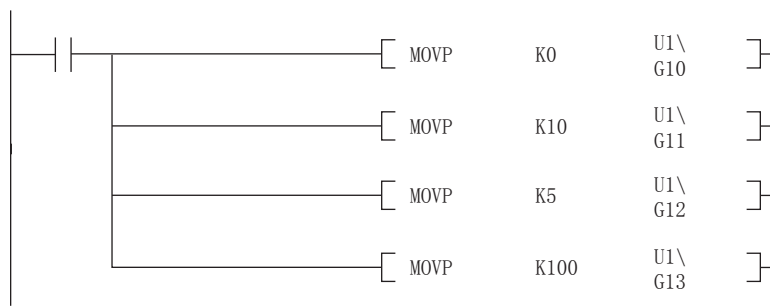 MOVP K0 U1\
G10
MOVP K10 U1\
G11
MOVP K5 U1\
G12
MOVP K100 U1\
G13